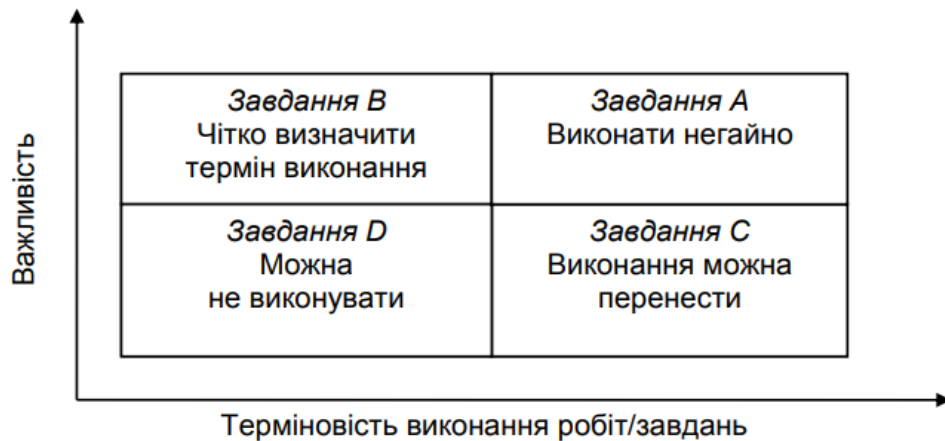 Важливість
Завдання B
Чітко визначити
термін виконання
Завдання A
Виконати негайно
Завдання D
Можна
не виконувати
Завдання C
Виконання можна
перенести
Терміновість виконання робіт/завдань